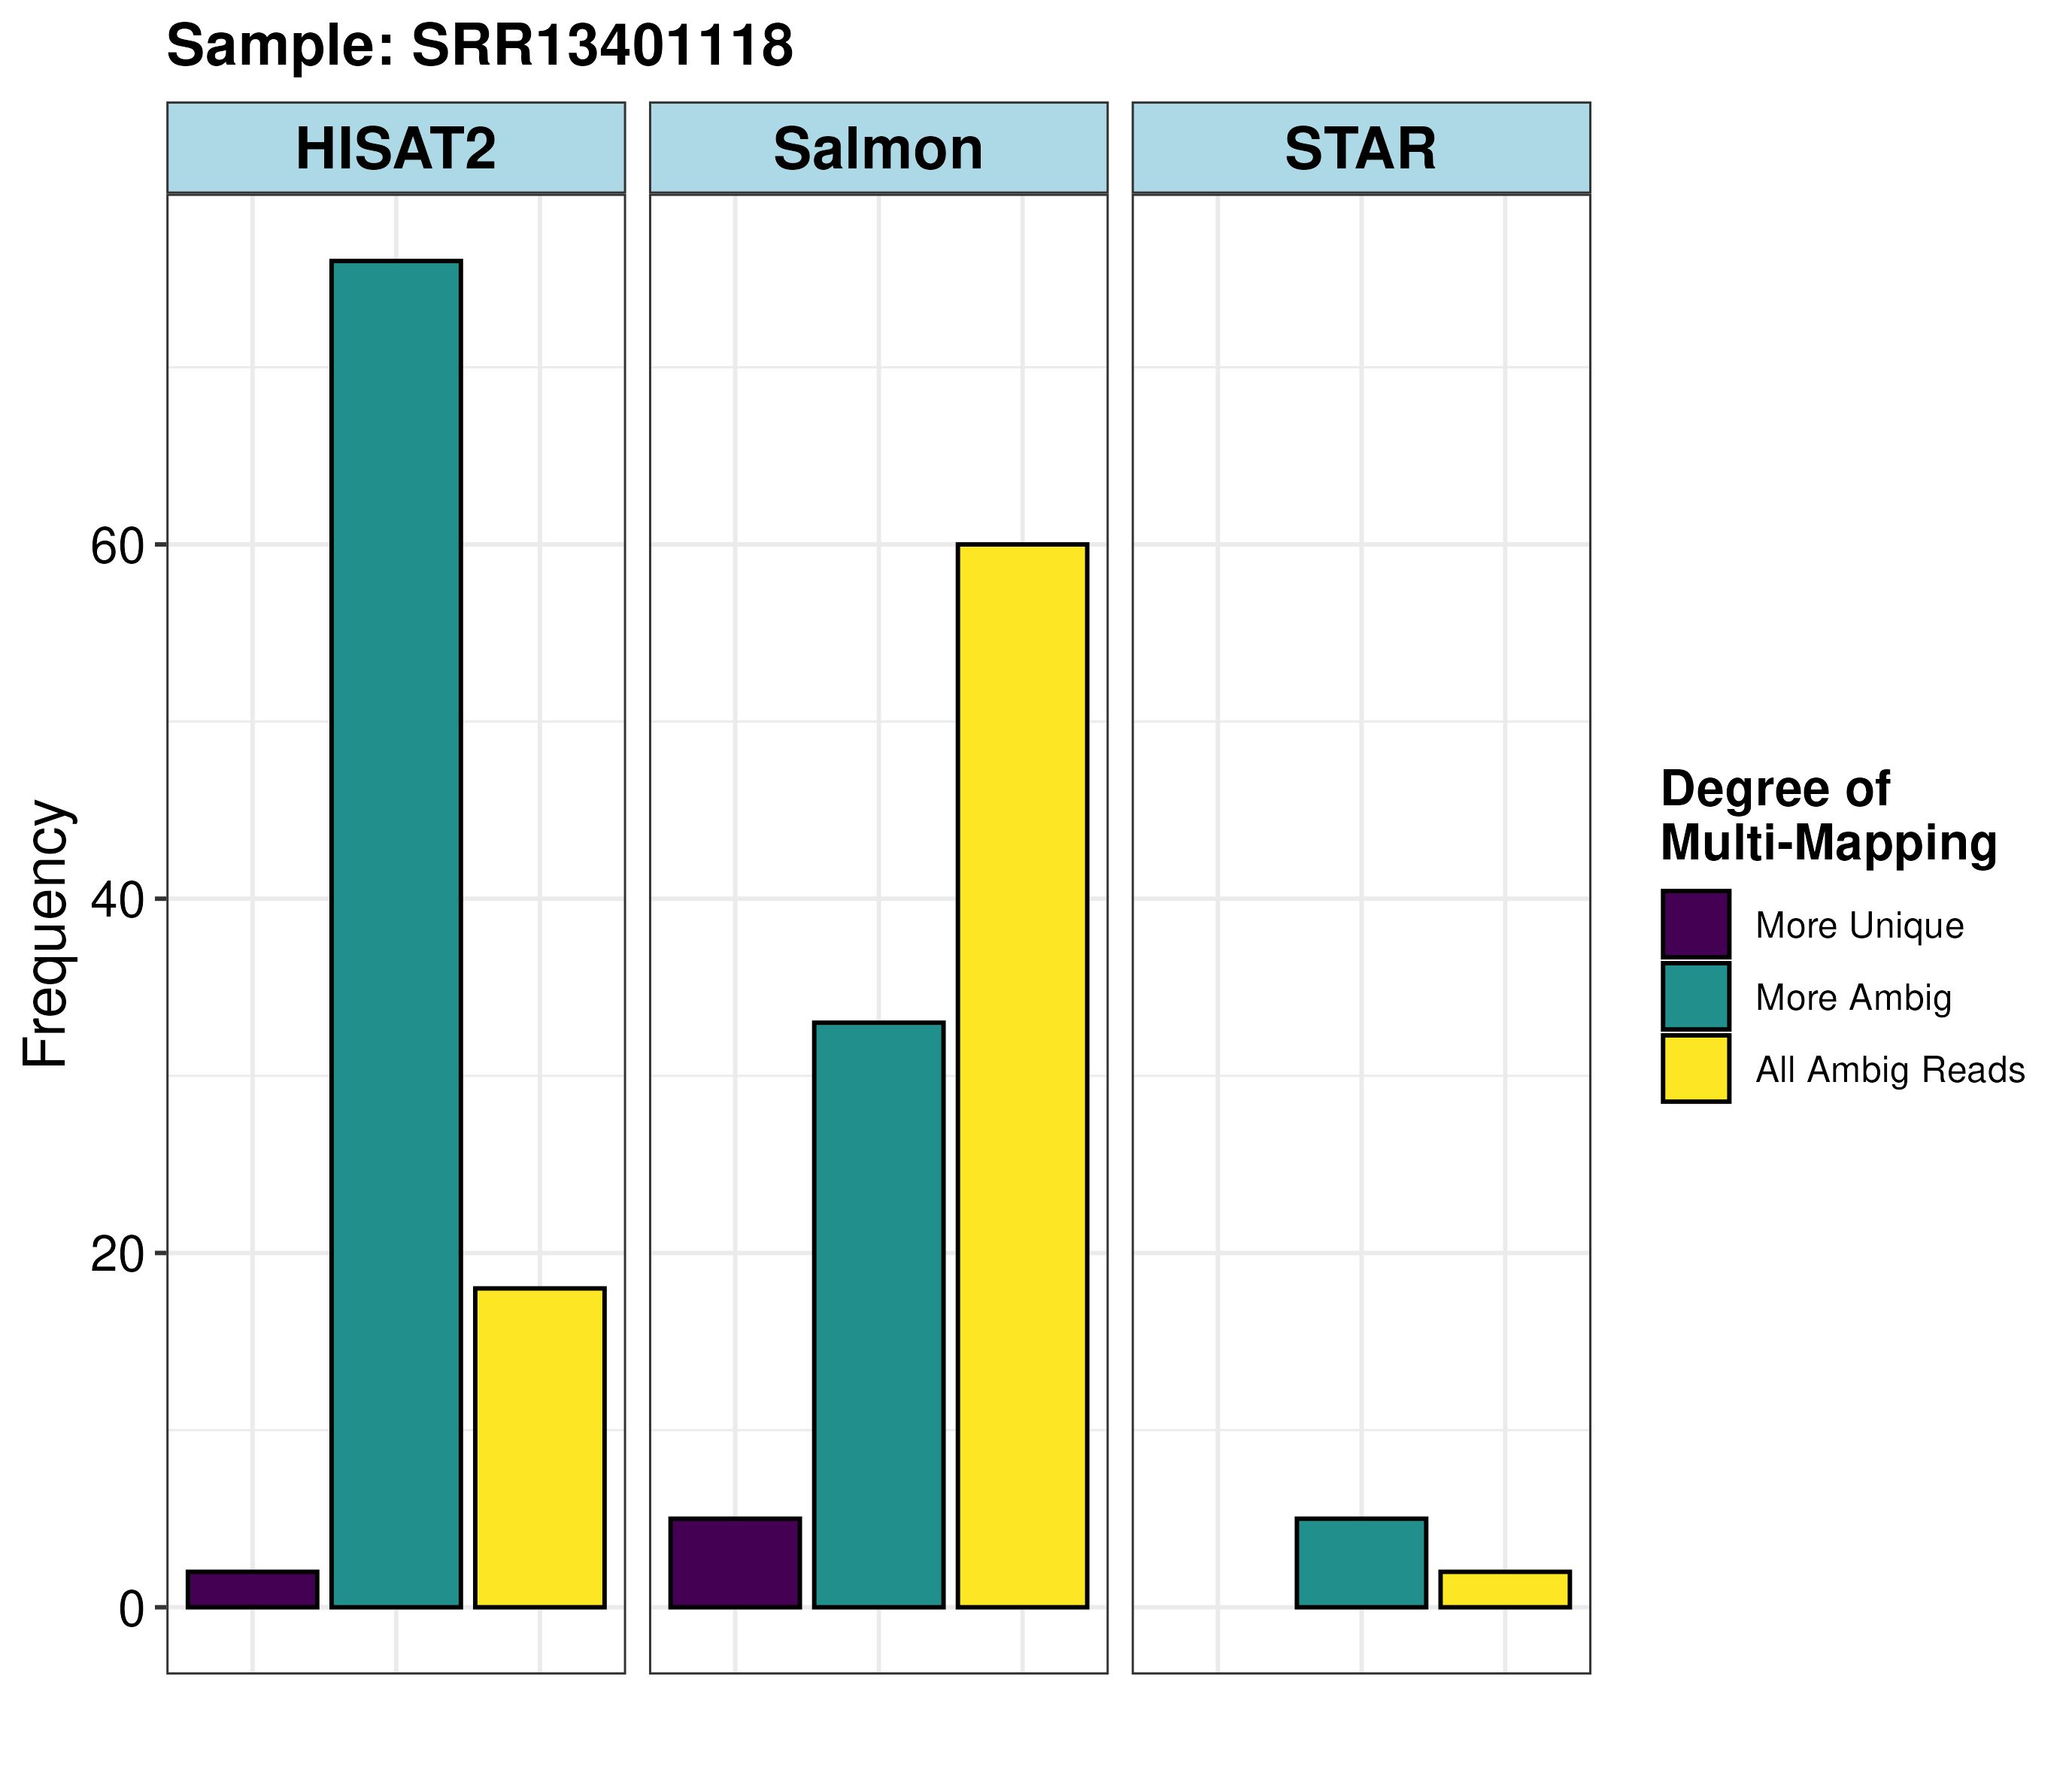 Sample: SRR13401118
HISAT2
Salmon
STAR
Frequency
60
40
20
0
Degree of
Multi-Mapping
More Unique
More Ambig
All Ambig Reads